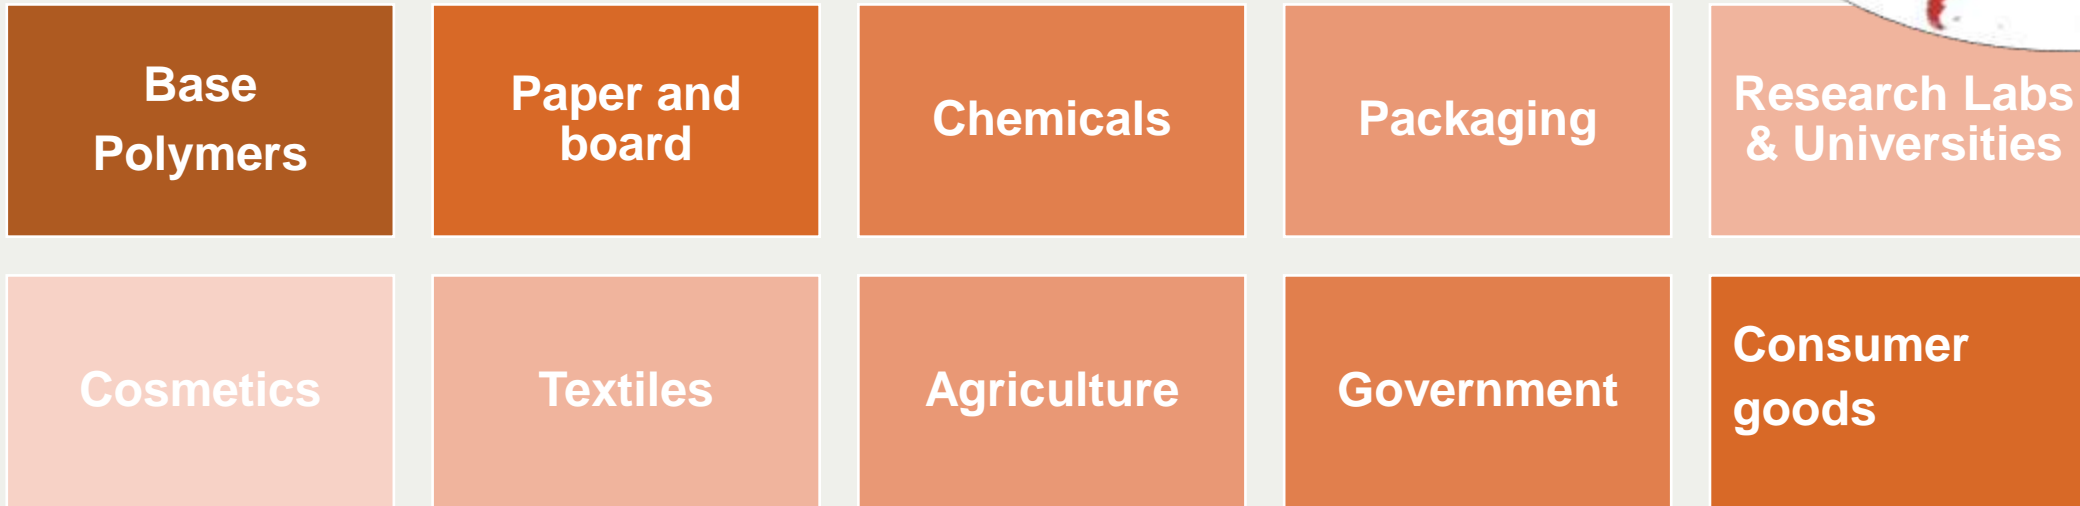 Base
Polymers
Paper and
board
Chemicals
Packaging
Research Labs
& Universities
Cosmetics
Textiles
Agriculture
Government
Consumer
goods